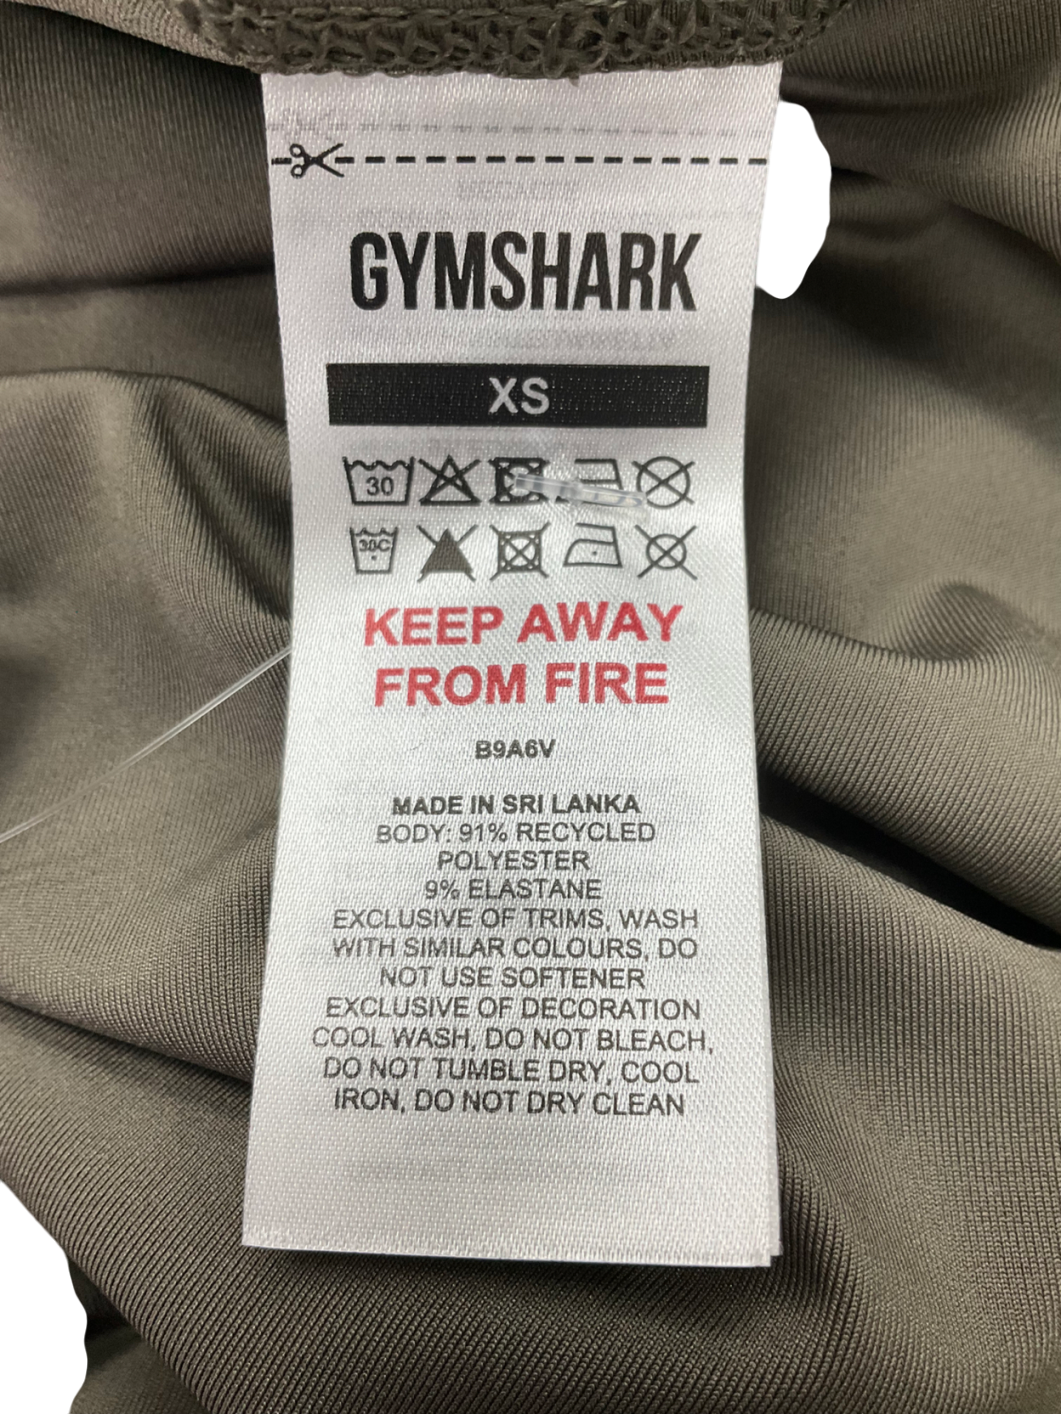 GYMSHARK
XS
30
30C
KEEP AWAY
FROM FIRE
B9A6V
MADE IN SRI LANKA
BODY: 91% RECYCLED
POLYESTER
9% ELASTANE
EXCLUSIVE OF TRIMS, WASH
WITH SIMILAR COLOURS, DO
NOT USE SOFTENER
EXCLUSIVE OF DECORATION
COOL WASH, DO NOT BLEACH,
DO NOT TUMBLE DRY, COOL
IRON, DO NOT DRY CLEAN